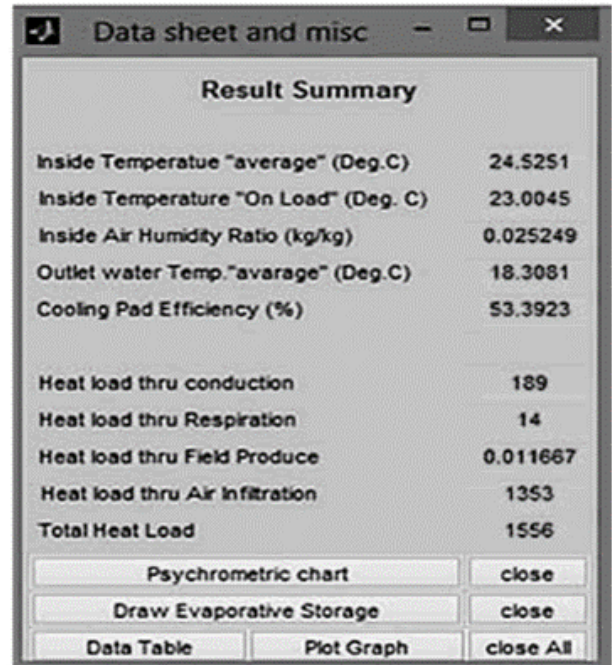 Data sheet and misc
Result Summary
Inside Temperatue "average" (Deg.C) 24.5251
Inside Temperature "On Load" (Deg. C) 23.0045
Inside Air Humidity Ratio (kg/kg) 0.025249
Outlet water Temp."avarage" (Deg.C) 18.3081
Cooling Pad Efficiency (%) 53.3923
Heat load thru conduction 189
Heat load thru Respiration 14
Heat load thru Field Produce 0.011667
Heat load thru Air Infiltration 1353
Total Heat Load 1556
Psychrometric chart close
Draw Evaporative Storage close
Data Table Plot Graph close All